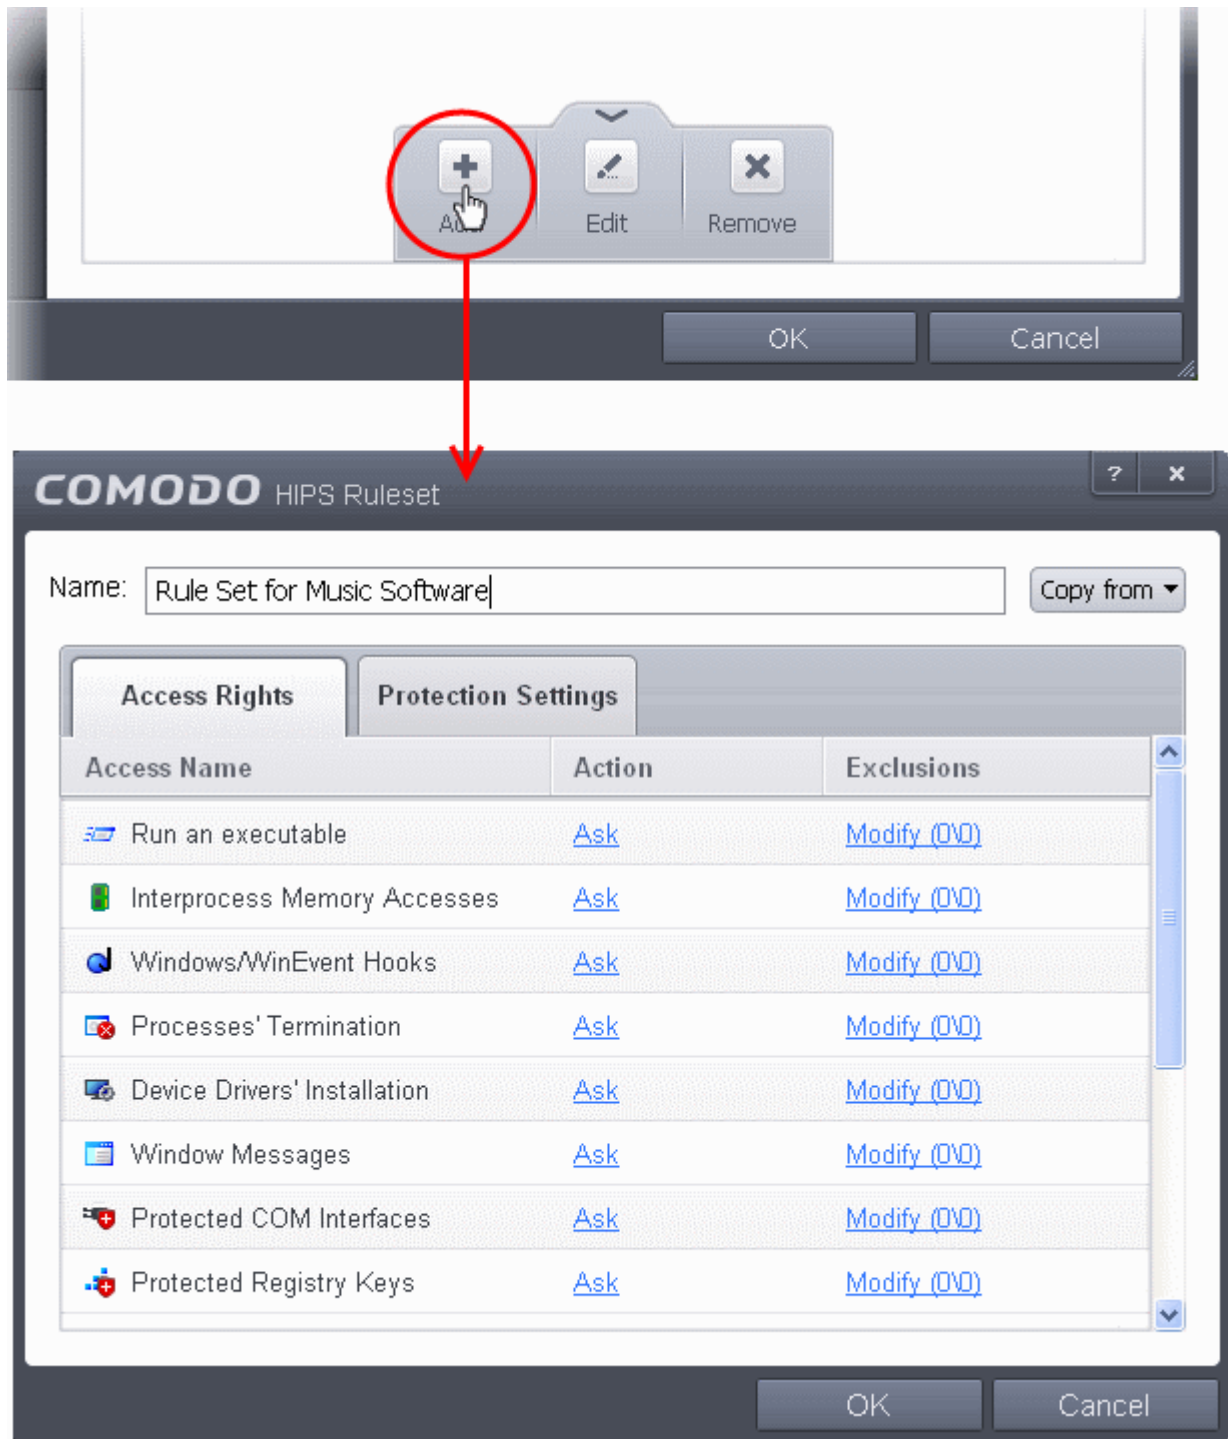 Add Edit Remove
OK Cancel
COMODO HIPS Ruleset ? x
Name: Rule Set for Music Software Copy from
Access Rights Protection Settings
Access Name Action Exclusions
Run an executable Ask Modify (0\0)
Interprocess Memory Accesses Ask Modify (0\0)
Windows/WinEvent Hooks Ask Modify (0\0)
Processes' Termination Ask Modify (0\0)
Device Drivers' Installation Ask Modify (0\0)
Window Messages Ask Modify (0\0)
Protected COM Interfaces Ask Modify (0\0)
Protected Registry Keys Ask Modify (0\0)
OK Cancel